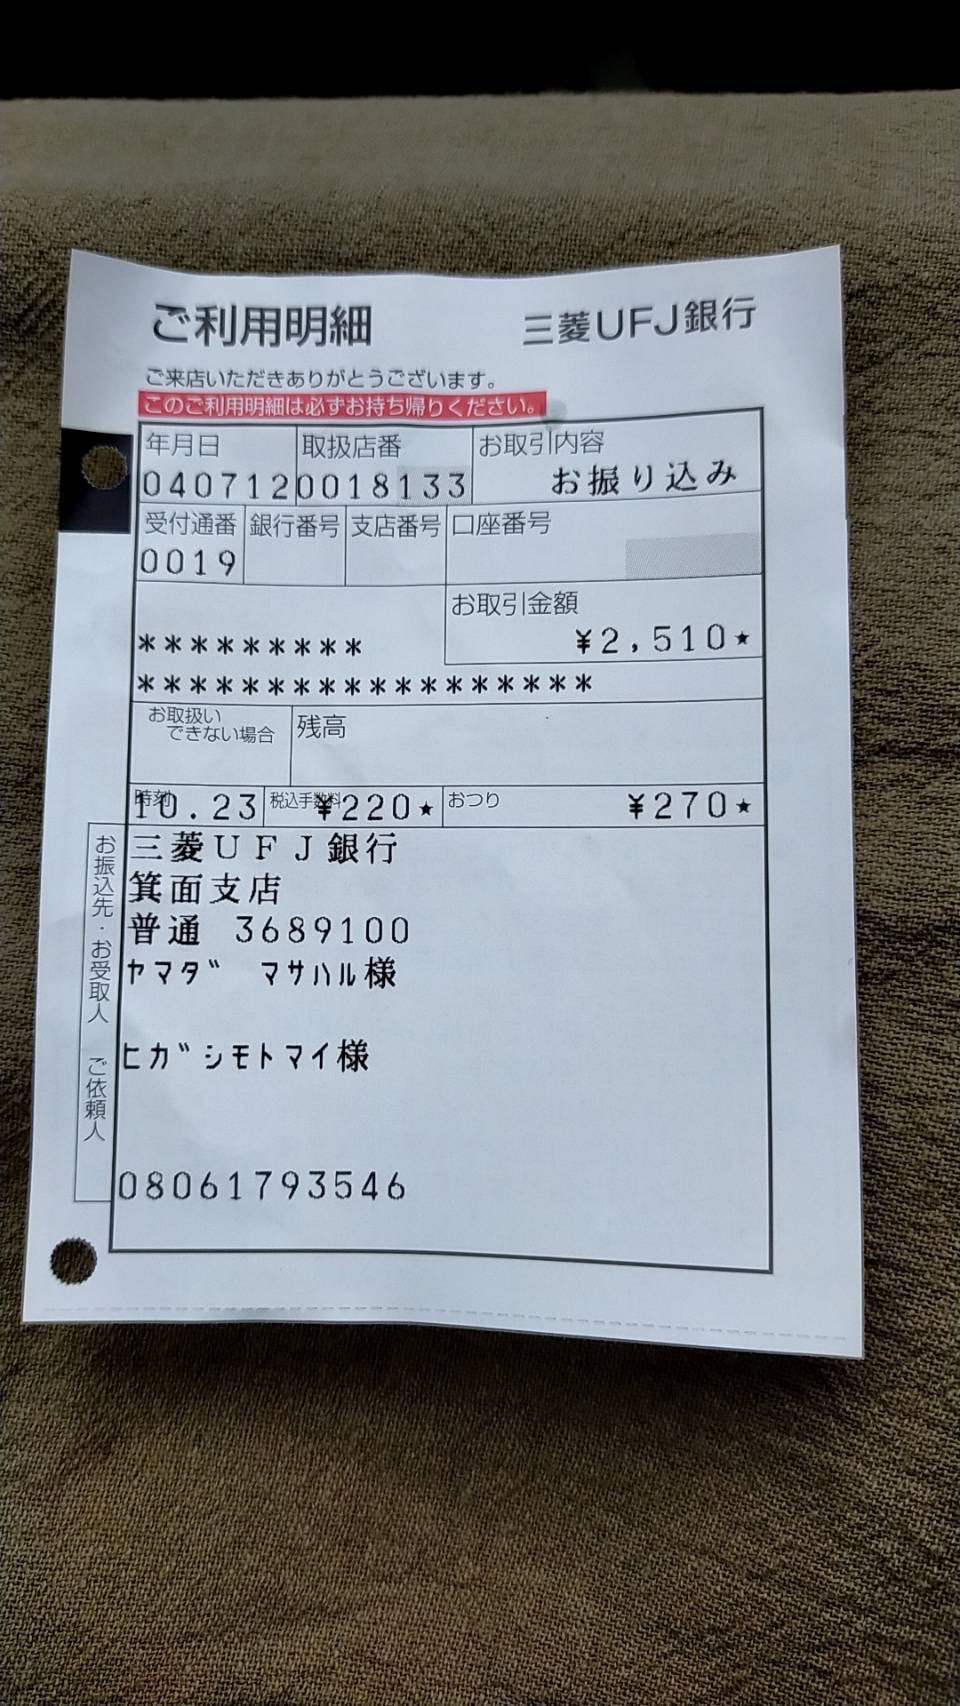 ご利用明細 三菱UFJ銀行
ご来店いただきありがとうございます。
このご利用明細は必ずお持ち帰りください。
年月日 取扱店番 お取引内容
040712 0018133 お振り込み
受付通番 銀行番号 支店番号 口座番号
0019
お取引金額
********* ¥2,510★
******************
お取扱い
できない場合 残高
時刻 税込手数料 おつり
10.23 ¥220★ ¥270★
お振込先・お受取人
三菱ＵＦＪ銀行
箕面支店
普通 3689100
ﾔﾏﾀﾞ ﾏｻﾊﾙ様
ご依頼人
ﾋｶﾞｼﾓﾄﾏｲ様
08061793546